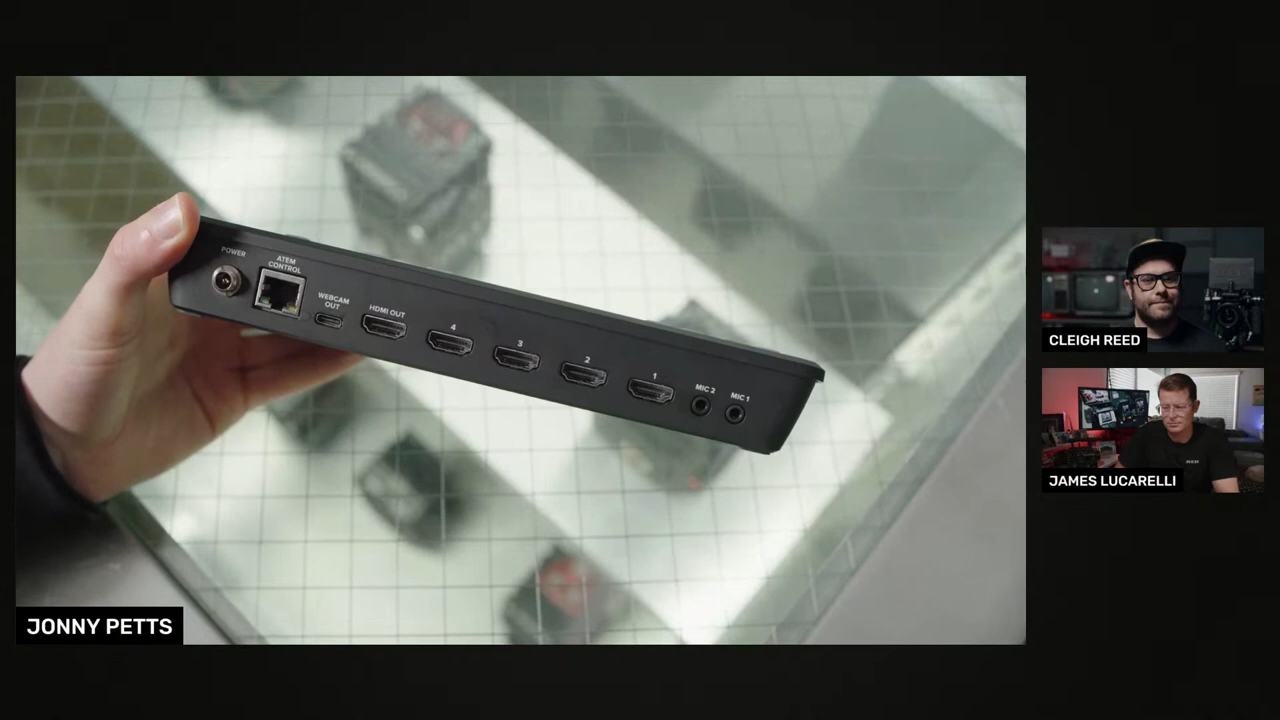 POWER
ATEM
CONTROL
WEBCAM
OUT
HDMI OUT
4
3
2
1
MIC 2
MIC 1
JONNY PETTS
CLEIGH REED
JAMES LUCARELLI
RED